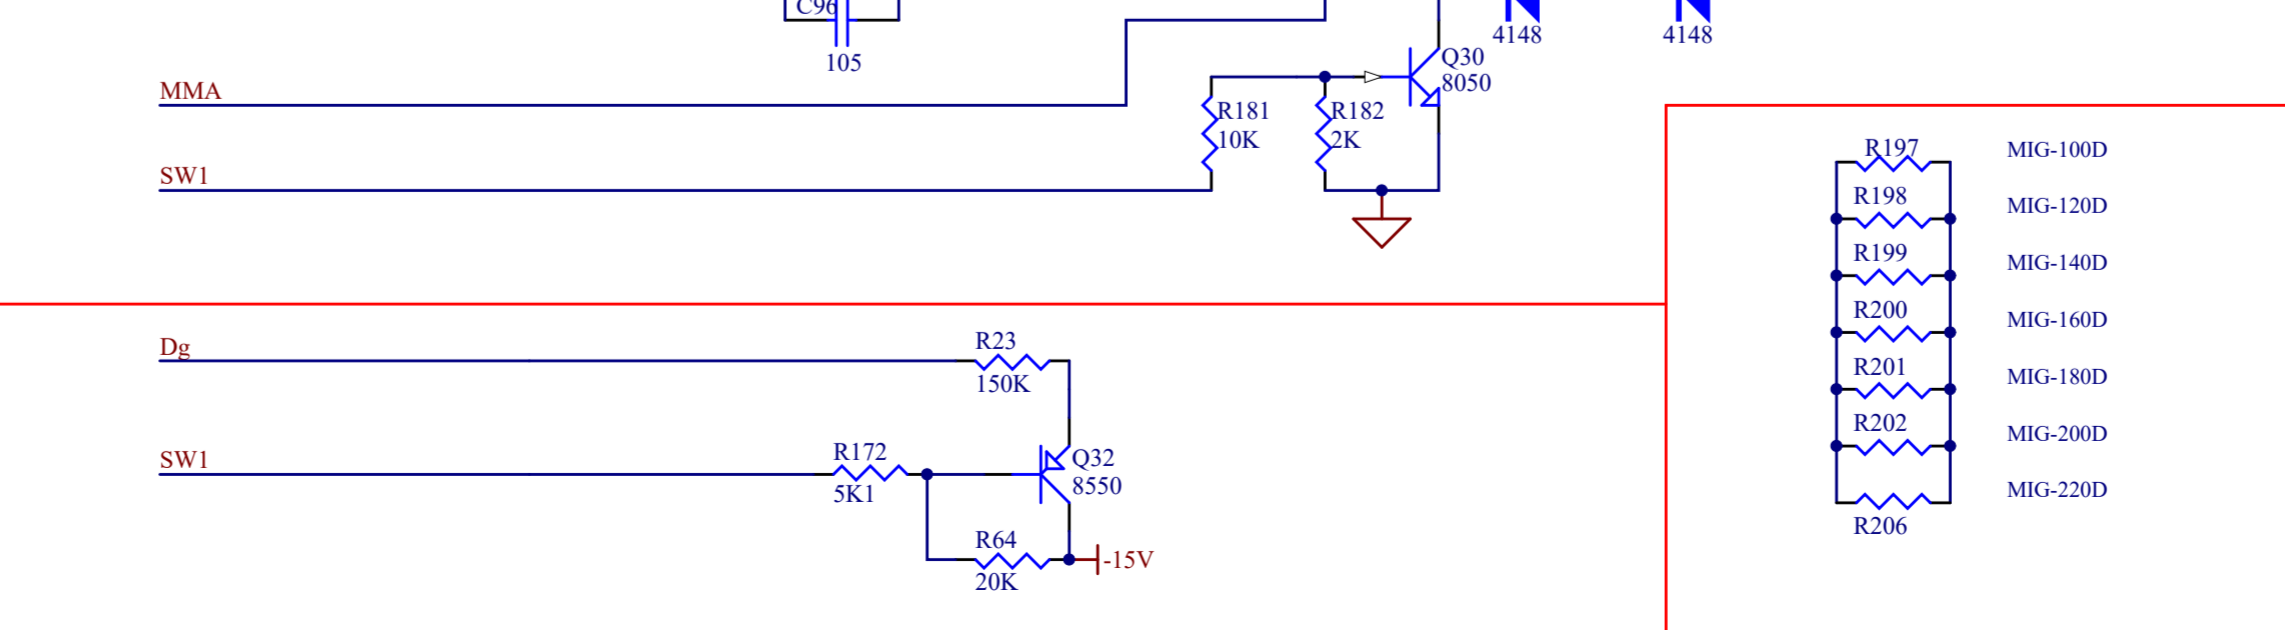 C96
105
4148
4148
Q30
8050
MMA
R181
10K
R182
2K
SW1
R197
MIG-100D
R198
MIG-120D
R199
MIG-140D
R200
MIG-160D
R201
MIG-180D
R202
MIG-200D
MIG-220D
R206
Dg
R23
150K
SW1
R172
5K1
Q32
8550
R64
20K
-15V